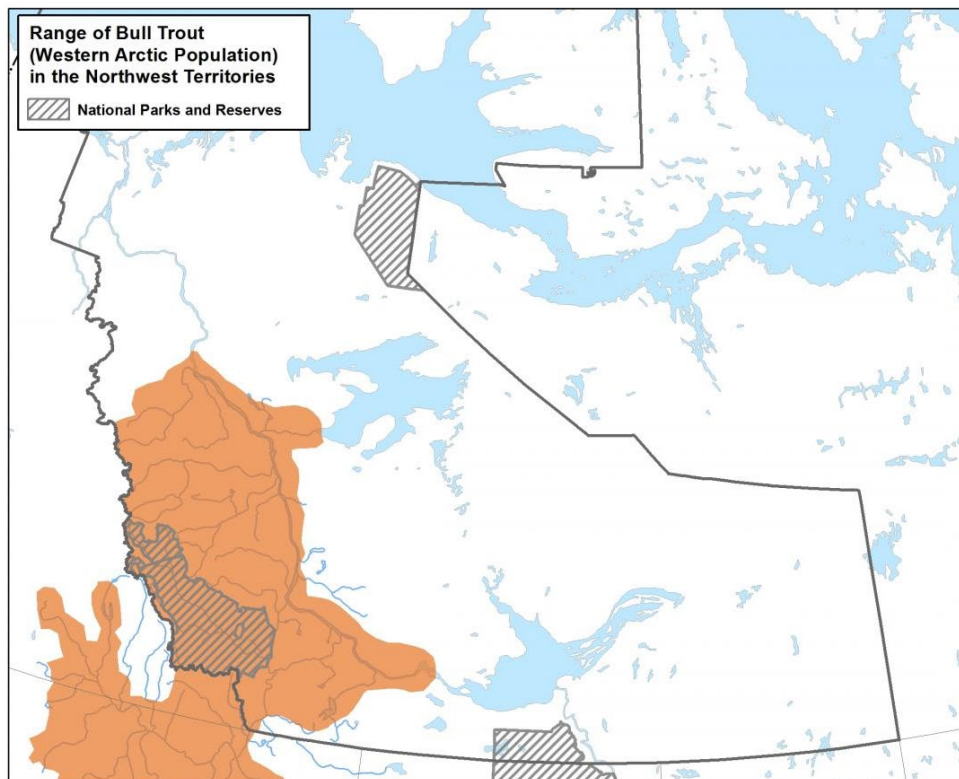 Range of Bull Trout
(Western Arctic Population)
in the Northwest Territories
National Parks and Reserves